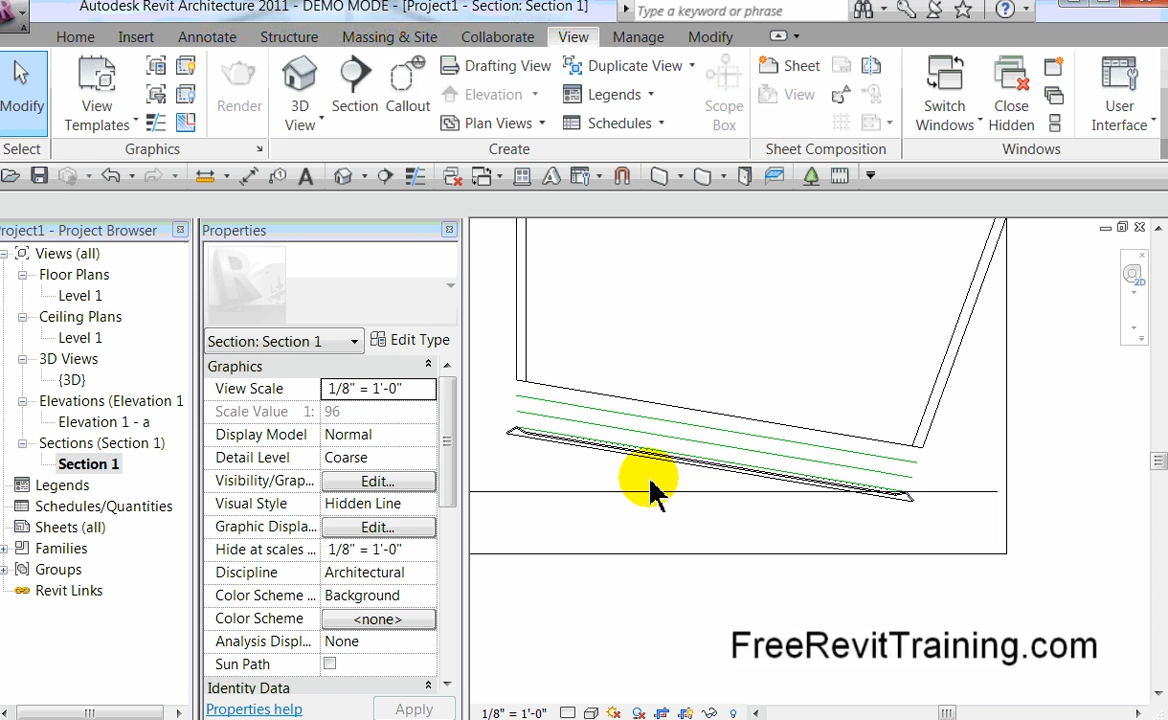 Autodesk Revit Architecture 2011 - DEMO MODE - [Project1 - Section: Section 1]
Type a keyword or phrase
Home Insert Annotate Structure Massing & Site Collaborate View Manage Modify
Modify
View Templates
Render
3D View
Section
Callout
Drafting View
Elevation
Plan Views
Duplicate View
Legends
Schedules
Scope Box
Sheet
View
Switch Windows
Close Hidden
User Interface
Select Graphics Create Sheet Composition Windows
Project1 - Project Browser
Views (all)
Floor Plans
Level 1
Ceiling Plans
Level 1
3D Views
{3D}
Elevations (Elevation 1
Elevation 1 - a
Sections (Section 1)
Section 1
Legends
Schedules/Quantities
Sheets (all)
Families
Groups
Revit Links
Properties
Section: Section 1 Edit Type
Graphics
View Scale 1/8" = 1'-0"
Scale Value 1: 96
Display Model Normal
Detail Level Coarse
Visibility/Grap... Edit...
Visual Style Hidden Line
Graphic Displa... Edit...
Hide at scales ... 1/8" = 1'-0"
Discipline Architectural
Color Scheme ... Background
Color Scheme <none>
Analysis Displ... None
Sun Path
Identity Data
Properties help Apply
2D
FreeRevitTraining.com
1/8" = 1'-0"